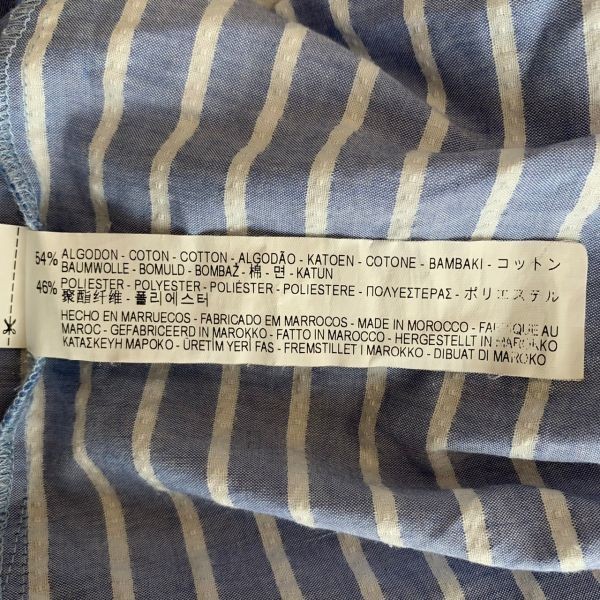 54% ALGODON - COTON - COTTON - ALGODÃO - KATOEN - COTONE - BAMBAKI - コットン
BAUMWOLLE - BOMULD - BOMBAŽ - 棉 - 면 - KATUN
46% POLIESTER - POLYESTER - POLIÉSTER - POLIESTERE - ΠΟΛΥΕΣΤΕΡΑΣ - ポリエステル
聚酯纤维 - 폴리에스터
HECHO EN MARRUECOS - FABRICADO EM MARROCOS - MADE IN MOROCCO - FABRIQUE AU
MAROC - GEFABRICEERD IN MAROKKO - FATTO IN MAROCCO - HERGESTELLT IN MAROKKO
ΚΑΤΑΣΚΕΥΗ ΜΑΡΟΚΟ - ÜRETİM YERİ FAS - FREMSTILLET I MAROKKO - DIBUAT DI MAROKO